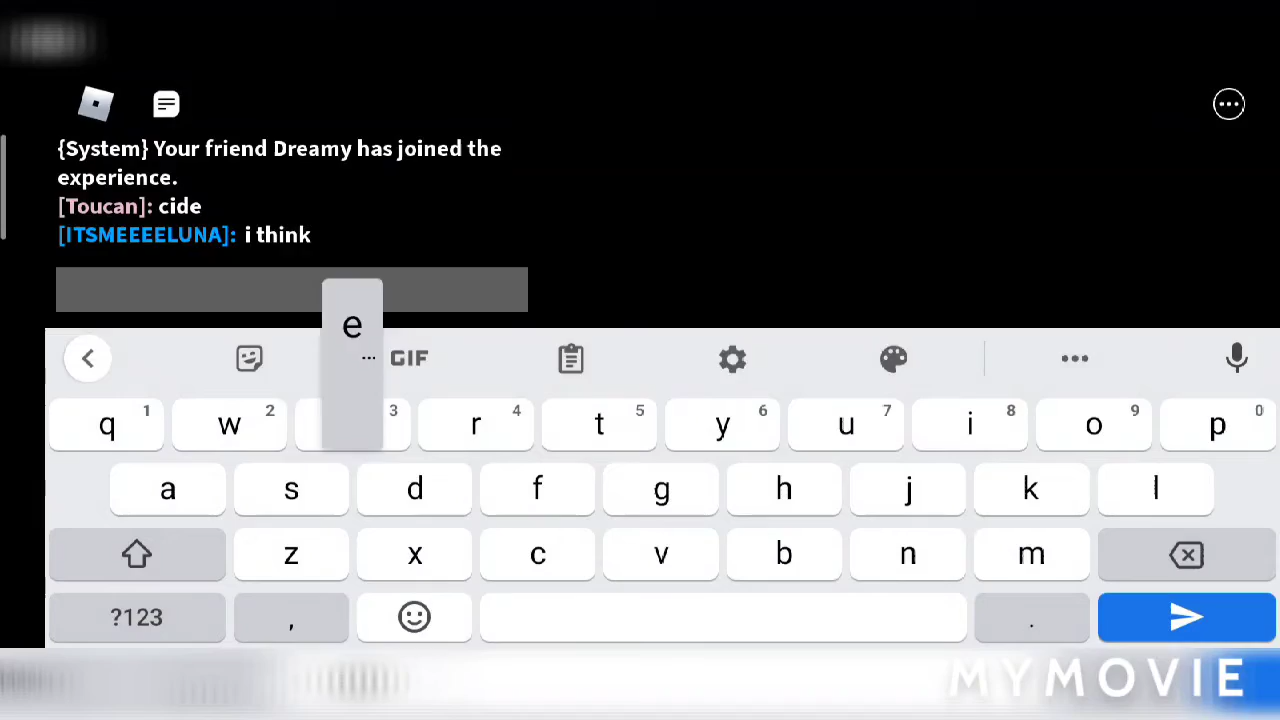 {System} Your friend Dreamy has joined the
experience.
[Toucan]: cide
[ITSMEEEELUNA]: i think
e
...
GIF
q 1 w 2 3 r 4 t 5 y 6 u 7 i 8 o 9 p 0
a s d f g h j k l
z x c v b n m
?123 , .
MYMOVIE